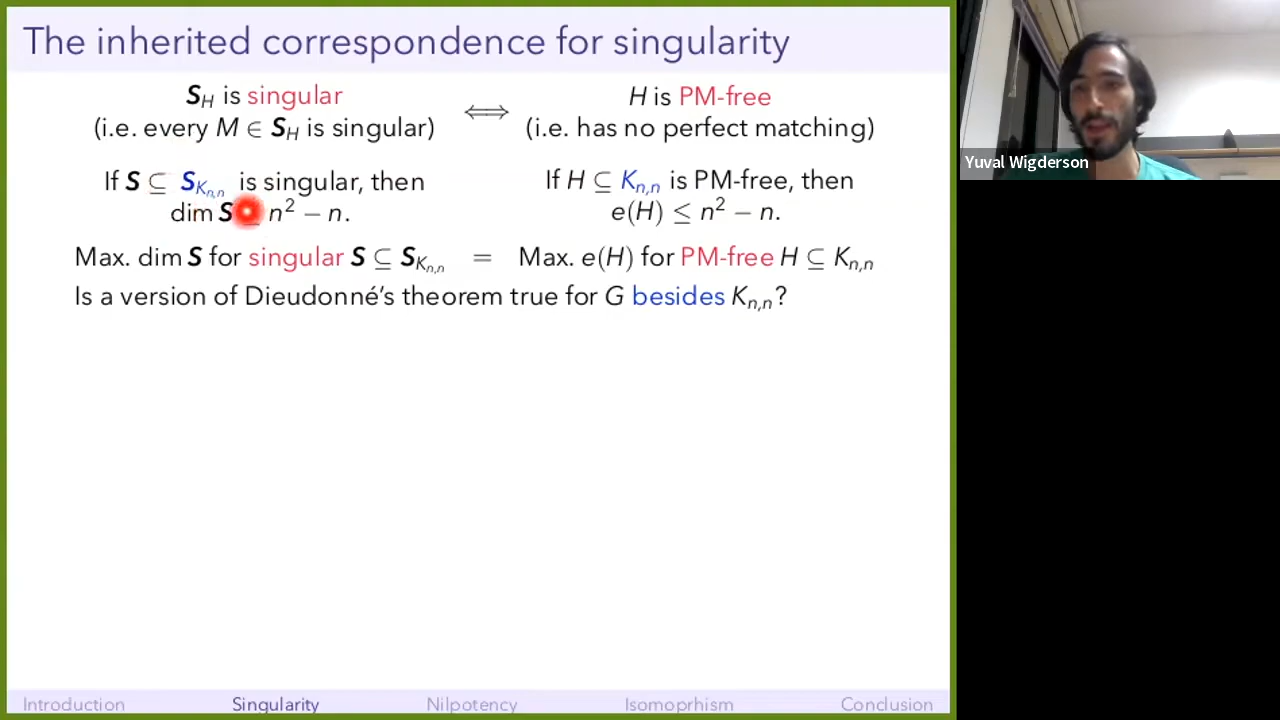 The inherited correspondence for singularity
S_H is singular ⟺ H is PM-free
(i.e. every M ∈ S_H is singular) (i.e. has no perfect matching)
If S ⊆ S_{K_{n,n}} is singular, then If H ⊆ K_{n,n} is PM-free, then
dim S n² − n. e(H) ≤ n² − n.
Max. dim S for singular S ⊆ S_{K_{n,n}} = Max. e(H) for PM-free H ⊆ K_{n,n}
Is a version of Dieudonné's theorem true for G besides K_{n,n}?
Yuval Wigderson
Introduction Singularity Nilpotency Isomoprhism Conclusion